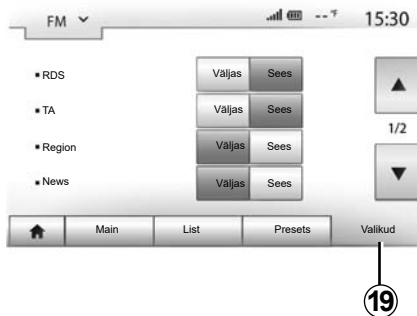 FM -- °F 15:30
RDS Väljas Sees
TA Väljas Sees
1/2
Region Väljas Sees
News Väljas Sees
Main List Presets Valikud
19